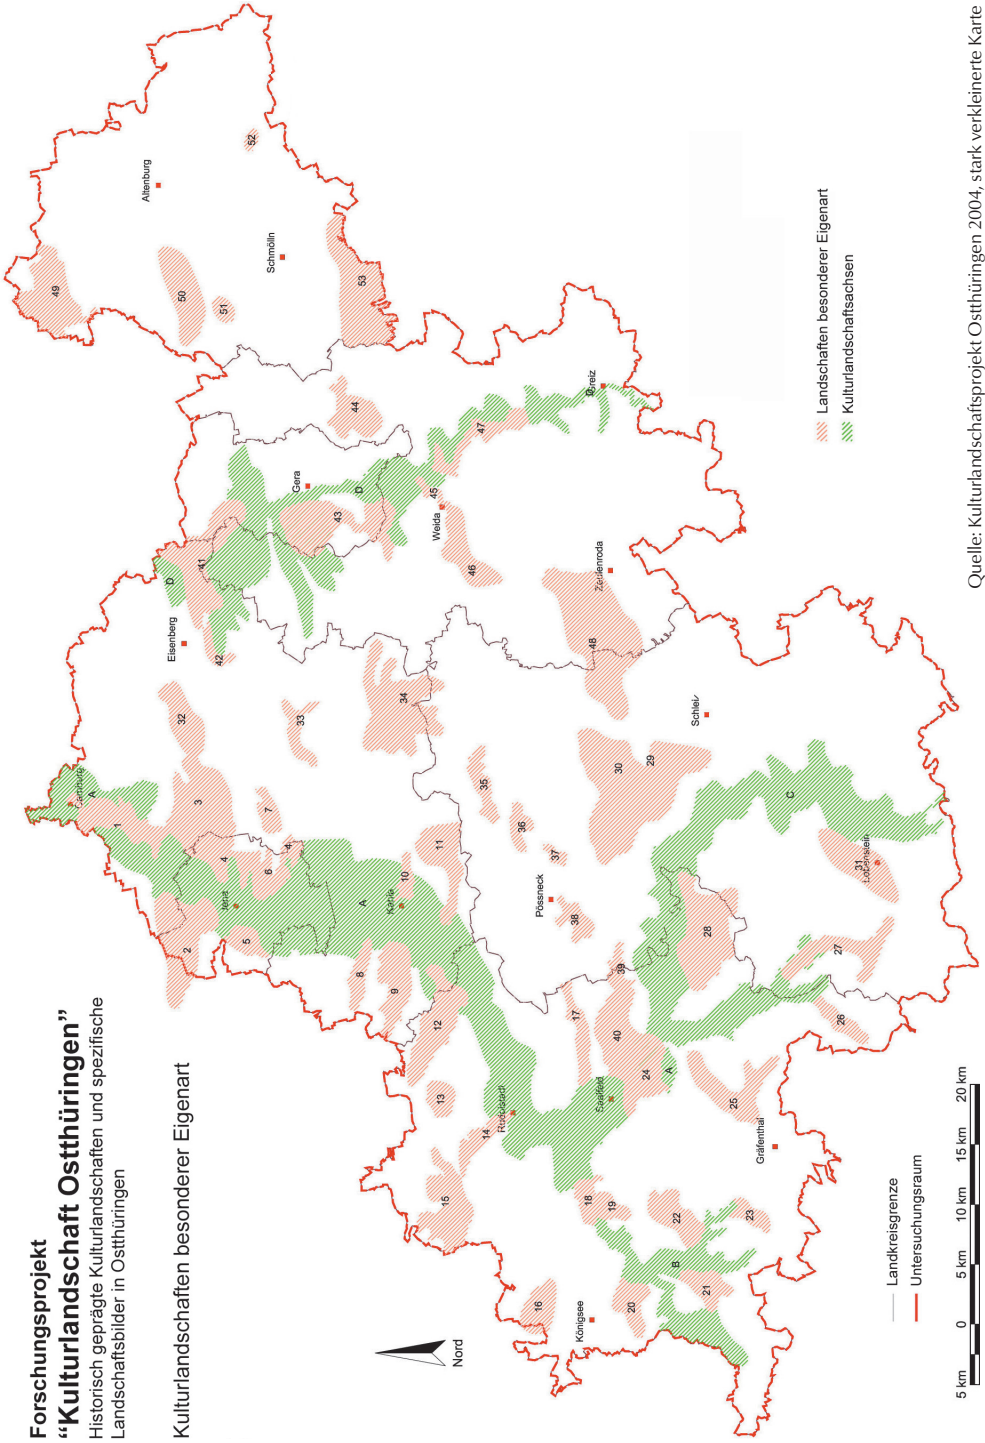 Forschungsprojekt
“Kulturlandschaft Ostthüringen”
Historisch geprägte Kulturlandschaften und spezifische
Landschaftsbilder in Ostthüringen
Kulturlandschaften besonderer Eigenart
Nord
Camburg
A
1
2
3
4
4
5
6
7
Jena
A
Kahla
8
9
10
11
12
13
14
15
16
17
18
19
20
21
22
23
24
25
26
27
28
29
30
31
32
33
34
35
36
37
38
39
40
41
42
43
44
45
46
47
48
49
50
51
52
53
Eisenberg
D
Gera
D
Weida
Greiz
Zeulenroda
Altenburg
Schmölln
Schleiz
Pössneck
Rudolstadt
Saalfeld
A
B
C
Königsee
Gräfenthal
Lobenstein
Landschaften besonderer Eigenart
Kulturlandschaftsachsen
Landkreisgrenze
Untersuchungsraum
5 km
0
5 km
10 km
15 km
20 km
Quelle: Kulturlandschaftsprojekt Ostthüringen 2004, stark verkleinerte Karte